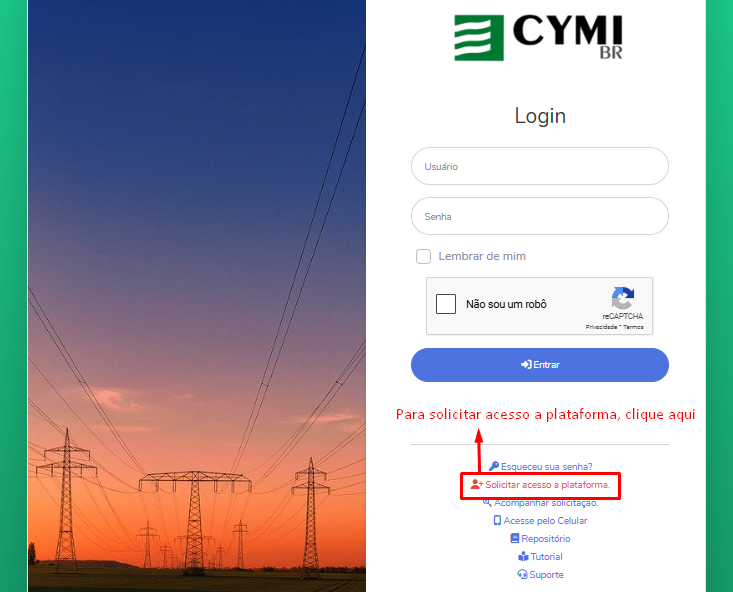 CYMI
BR
Login
Usuário
Senha
Lembrar de mim
Não sou um robô
reCAPTCHA
Privacidade - Termos
Entrar
Para solicitar acesso a plataforma, clique aqui
Esqueceu sua senha?
Solicitar acesso a plataforma.
Acompanhar solicitação.
Acesse pelo Celular
Repositório
Tutorial
Suporte